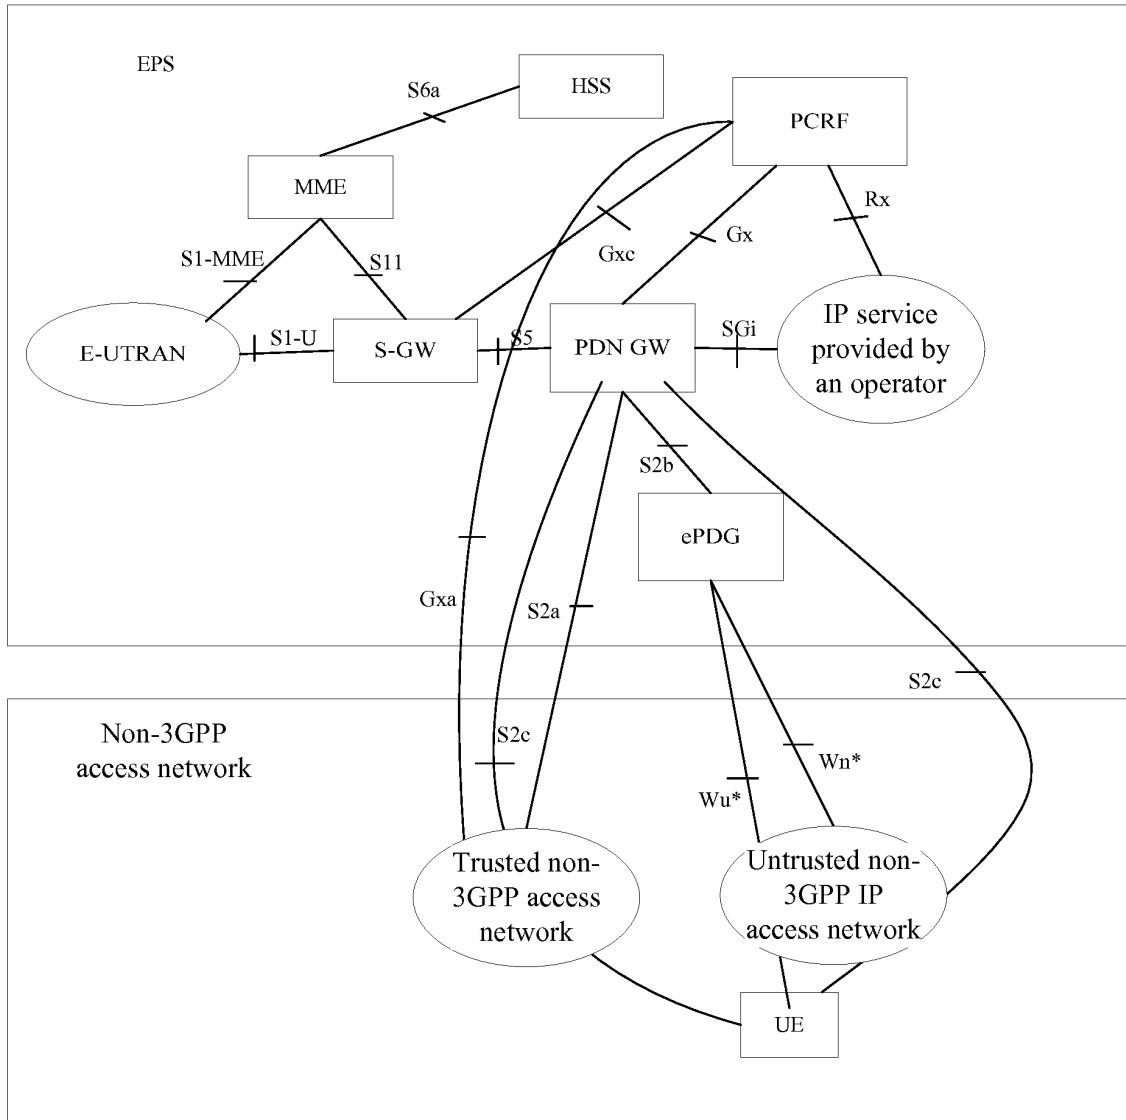 EPS
HSS
S6a
PCRF
MME
Rx
S1-MME
S11
Gxc
Gx
E-UTRAN
S1-U
S-GW
S5
PDN GW
SGi
IP service
provided by
an operator
S2b
ePDG
Gxa
S2a
S2c
Non-3GPP
access network
S2c
Wn*
Wu*
Trusted non-
3GPP access
network
Untrusted non-
3GPP IP
access network
UE